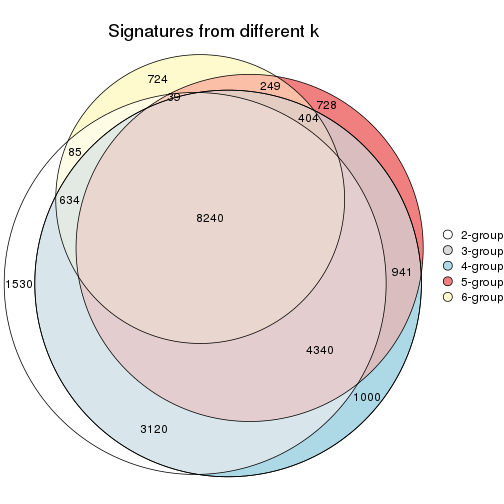 Signatures from different k
724
249
728
39
404
85
634
8240
941
1530
4340
1000
3120
2-group
3-group
4-group
5-group
6-group